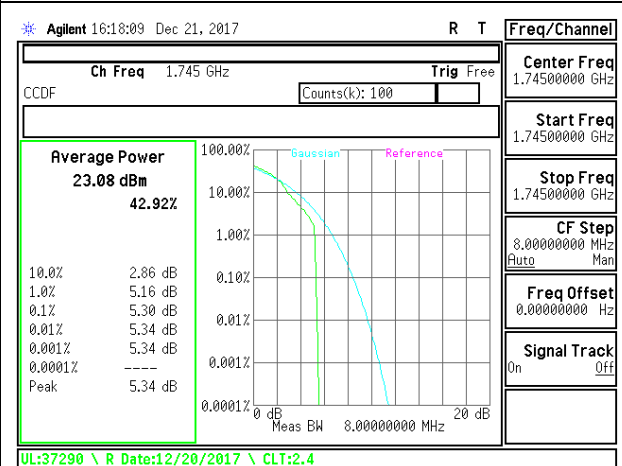 Agilent 16:18:09 Dec 21, 2017 R T
Freq/Channel
Ch Freq 1.745 GHz Trig Free
CCDF Counts(k): 100
Average Power
23.08 dBm
42.92%
10.0% 2.86 dB
1.0% 5.16 dB
0.1% 5.30 dB
0.01% 5.34 dB
0.001% 5.34 dB
0.0001% ----
Peak 5.34 dB
Gaussian Reference
100.00%
10.00%
1.00%
0.10%
0.01%
0.001%
0.0001%
0 dB 20 dB
Meas BW 8.00000000 MHz
Center Freq
1.74500000 GHz
Start Freq
1.74500000 GHz
Stop Freq
1.74500000 GHz
CF Step
8.00000000 MHz
Auto Man
Freq Offset
0.00000000 Hz
Signal Track
On Off
UL:37290 \ R Date:12/20/2017 \ CLT:2.4